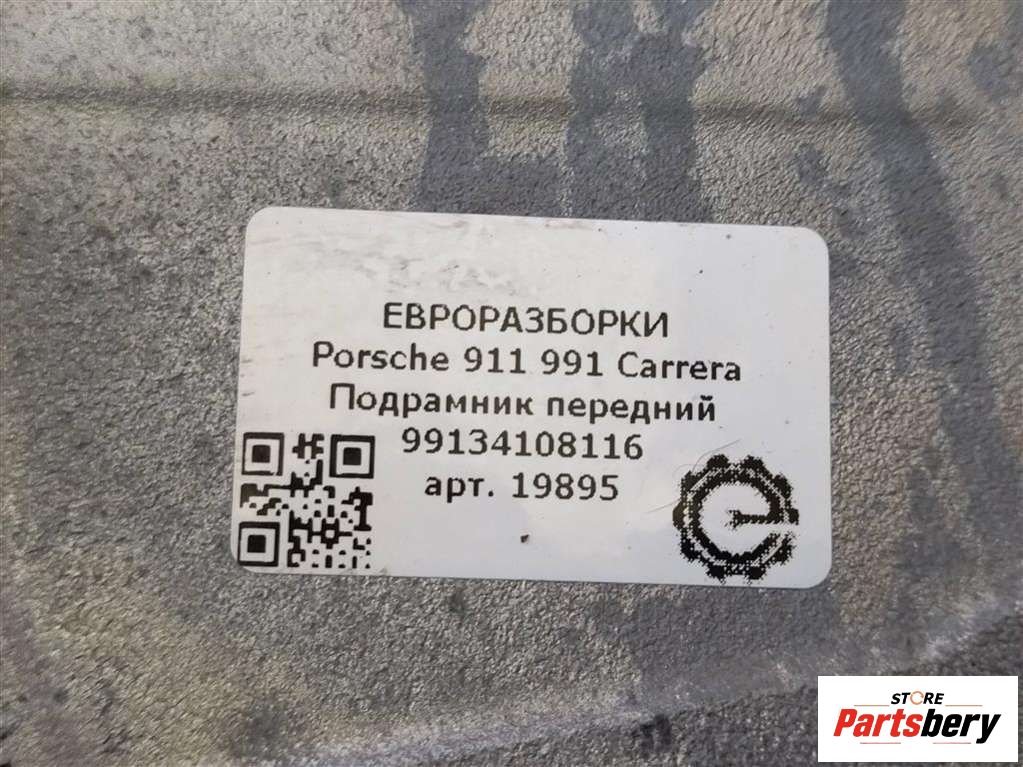 ЕВРОРАЗБОРКИ
Porsche 911 991 Carrera
Подрамник передний
99134108116
арт. 19895
STORE
Partsbery